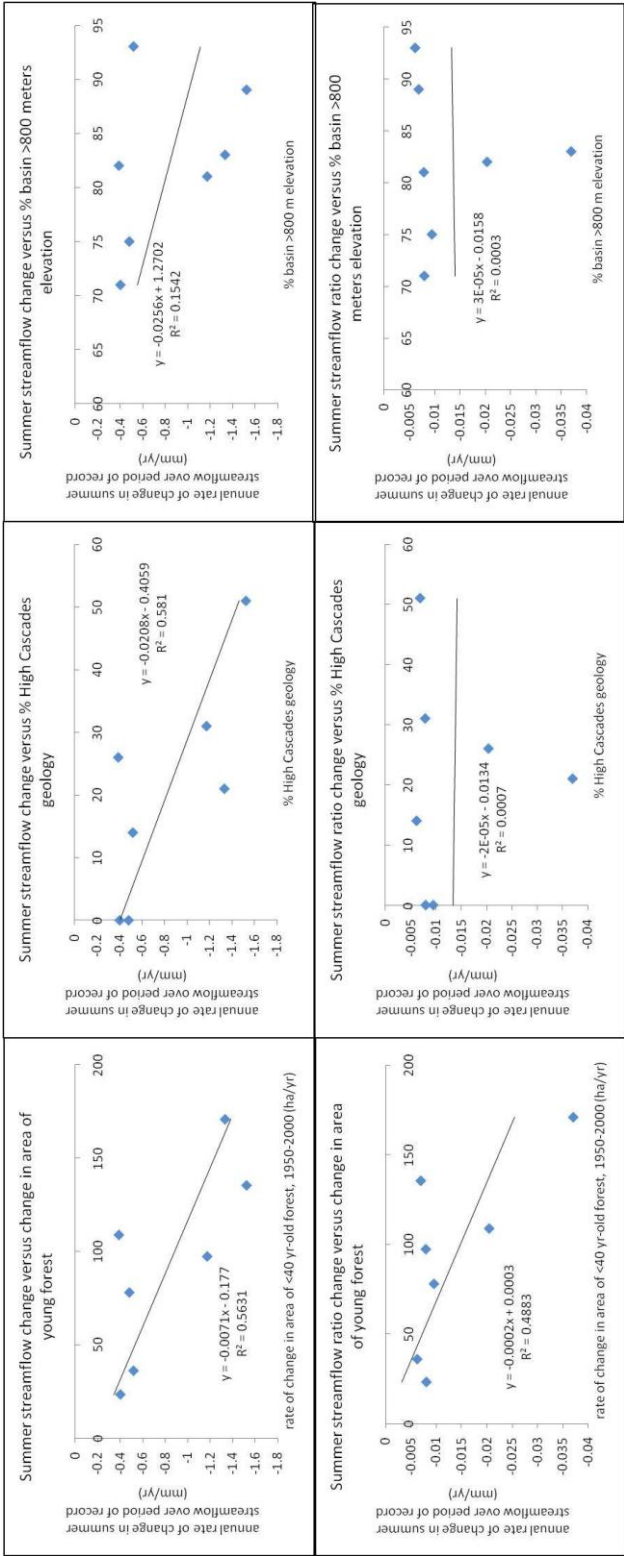 Summer streamflow change versus change in area of
young forest
0
50
100
150
200
0
-0.2
-0.4
-0.6
-0.8
-1
-1.2
-1.4
-1.6
-1.8
annual rate of change in summer
streamflow over period of record
(mm/yr)
y = -0.0071x - 0.177
R² = 0.5631
rate of change in area of <40 yr-old forest, 1950-2000 (ha/yr)
Summer streamflow change versus % High Cascades
geology
0
10
20
30
40
50
60
0
-0.2
-0.4
-0.6
-0.8
-1
-1.2
-1.4
-1.6
-1.8
annual rate of change in summer
streamflow over period of record
(mm/yr)
y = -0.0208x - 0.4059
R² = 0.581
% High Cascades geology
Summer streamflow change versus % basin >800 meters
elevation
60
65
70
75
80
85
90
95
0
-0.2
-0.4
-0.6
-0.8
-1
-1.2
-1.4
-1.6
-1.8
annual rate of change in summer
streamflow over period of record
(mm/yr)
y = -0.0256x + 1.2702
R² = 0.1542
% basin >800 m elevation
Summer streamflow ratio change versus change in area
of young forest
0
50
100
150
200
0
-0.005
-0.01
-0.015
-0.02
-0.025
-0.03
-0.035
-0.04
annual rate of change in summer
streamflow over period of record
(mm/yr)
y = -0.0002x + 0.0003
R² = 0.4883
rate of change in area of <40 yr-old forest, 1950-2000 (ha/yr)
Summer streamflow ratio change versus % High Cascades
geology
0
10
20
30
40
50
60
0
-0.005
-0.01
-0.015
-0.02
-0.025
-0.03
-0.035
-0.04
annual rate of change in summer
streamflow over period of record
(mm/yr)
y = -2E-05x - 0.0134
R² = 0.0007
% High Cascades geology
Summer streamflow ratio change versus % basin >800
meters elevation
60
65
70
75
80
85
90
95
0
-0.005
-0.01
-0.015
-0.02
-0.025
-0.03
-0.035
-0.04
annual rate of change in summer
streamflow over period of record
(mm/yr)
y = 3E-05x - 0.0158
R² = 0.0003
% basin >800 m elevation